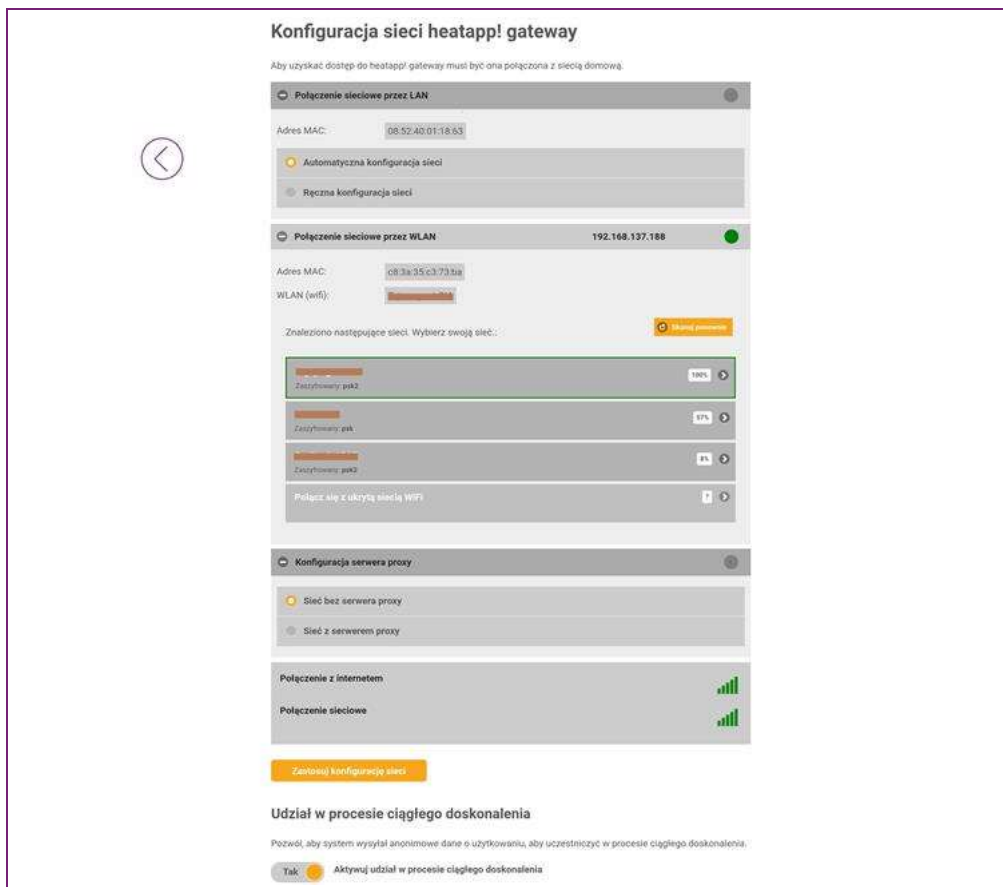 Konfiguracja sieci heatapp! gateway
Aby uzyskać dostęp do heatapp! gateway musi być ona połączona z siecią domową.
Połączenie sieciowe przez LAN
Adres MAC: 08:52:40:01:18:63
Automatyczna konfiguracja sieci
Ręczna konfiguracja sieci
Połączenie sieciowe przez WLAN 192.168.137.188
Adres MAC: c8:3a:35:c3:73:ba
WLAN (wifi):
Znaleziono następujące sieci. Wybierz swoją sieć.:
Skanuj ponownie
100%
Zaszyfrowany: psk2
57%
Zaszyfrowany: psk
8%
Zaszyfrowany: psk2
Połącz się z ukrytą siecią WiFi ?
Konfiguracja serwera proxy
Sieć bez serwera proxy
Sieć z serwerem proxy
Połączenie z internetem
Połączenie sieciowe
Zastosuj konfigurację sieci
Udział w procesie ciągłego doskonalenia
Pozwól, aby system wysyłał anonimowe dane o użytkowaniu, aby uczestniczyć w procesie ciągłego doskonalenia.
Tak Aktywuj udział w procesie ciągłego doskonalenia